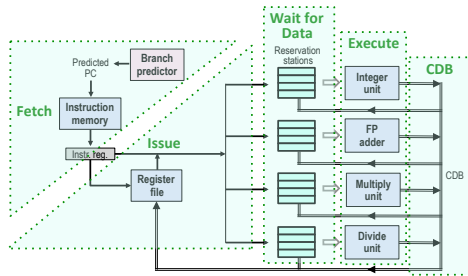 Wait for
Data
Execute
CDB
Predicted
PC
Branch
predictor
Reservation
stations
Integer
unit
Fetch
Instruction
memory
Issue
FP
adder
Instr. reg.
CDB
Register
file
Multiply
unit
Divide
unit